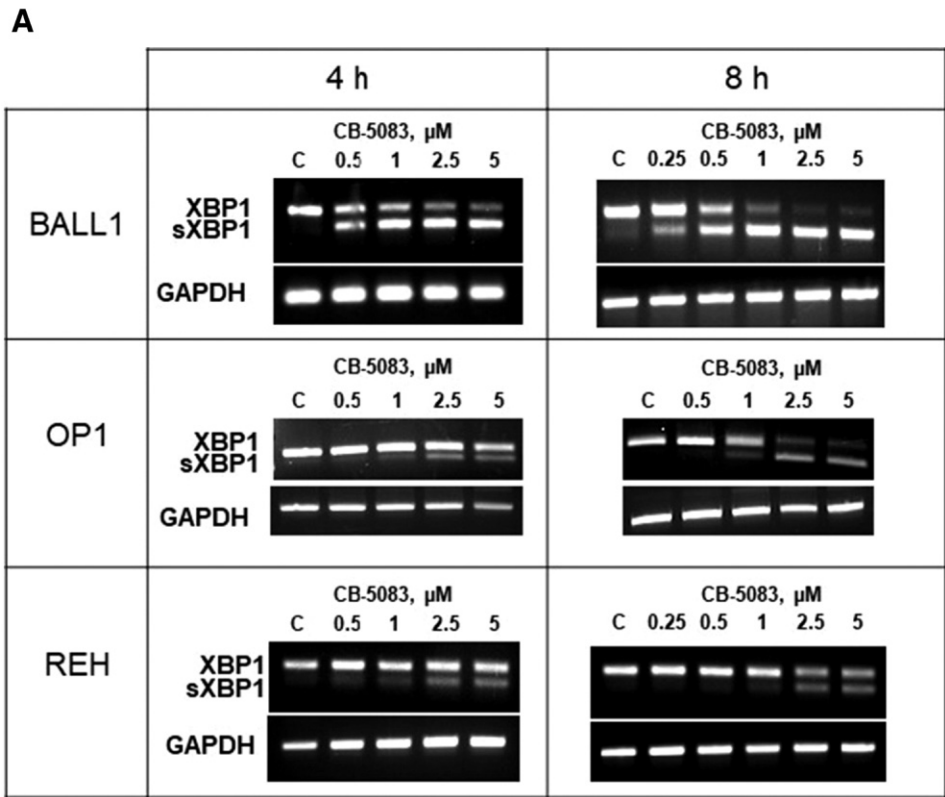 A
4 h 8 h
BALL1
CB-5083, µM
C 0.5 1 2.5 5
XBP1
sXBP1
GAPDH
CB-5083, µM
C 0.25 0.5 1 2.5 5
OP1
CB-5083, µM
C 0.5 1 2.5 5
XBP1
sXBP1
GAPDH
CB-5083, µM
C 0.5 1 2.5 5
REH
CB-5083, µM
C 0.5 1 2.5 5
XBP1
sXBP1
GAPDH
CB-5083, µM
C 0.25 0.5 1 2.5 5